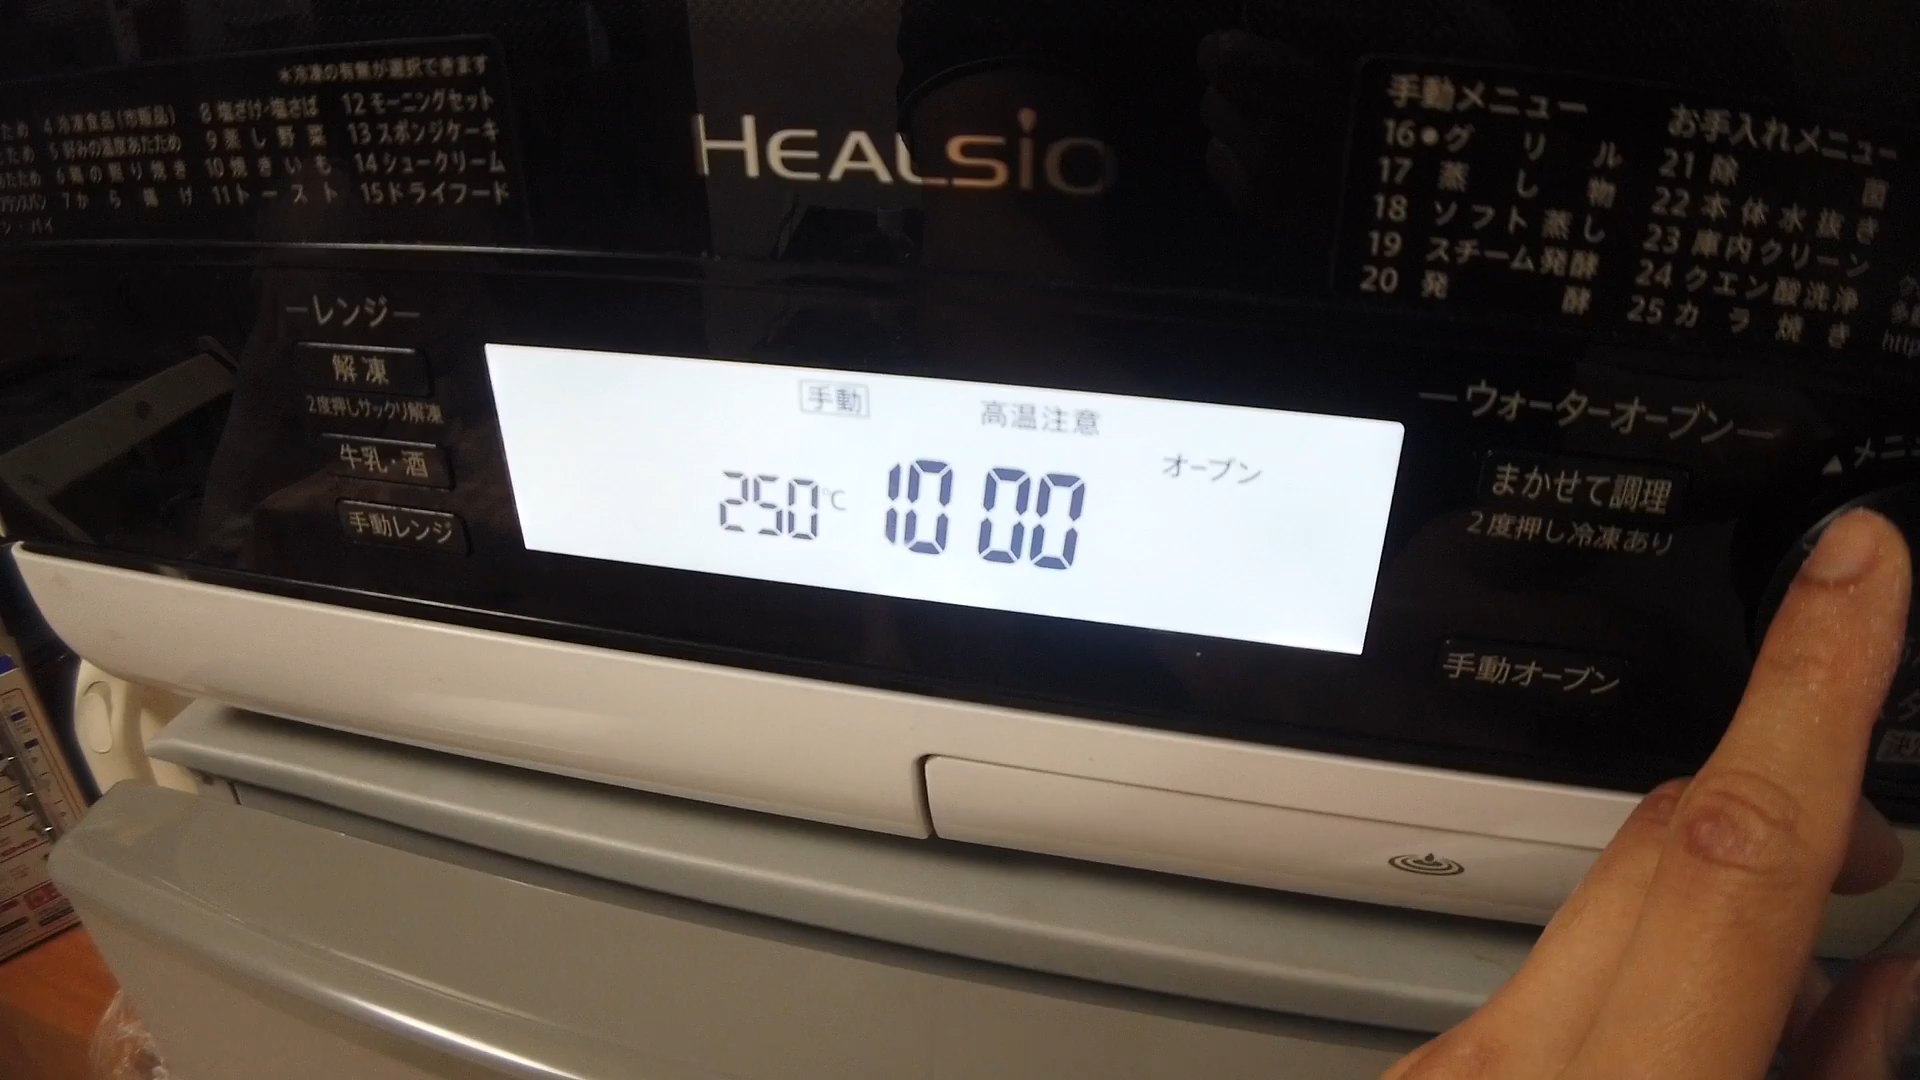 *冷凍の有無が選択できます
4 冷凍食品(市販品) 8 塩ざけ・塩さば 12 モーニングセット
5 好みの温度あたため 9 蒸し野菜 13 スポンジケーキ
6 鶏の照り焼き 10 焼きいも 14 シュークリーム
7 から揚げ 11 トースト 15 ドライフード
HEALSIO
手動メニュー
16 ●グリル
17 蒸し物
18 ソフト蒸し
19 スチーム発酵
20 発酵
お手入れメニュー
21 除菌
22 本体水抜き
23 庫内クリーン
24 クエン酸洗浄
25 カラ焼き
http
レンジ
解凍
2度押しサックリ解凍
牛乳・酒
手動レンジ
手動 高温注意
オーブン
250℃ 10 00
ウォーターオーブン
まかせて調理
2度押し冷凍あり
手動オーブン
▲メニ